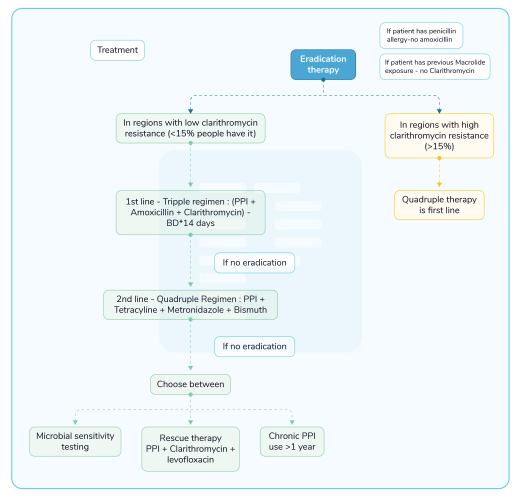 If patient has penicillin
allergy-no amoxicillin
Treatment
Eradication
therapy
If patient has previous Macrolide
exposure - no Clarithromycin
In regions with low clarithromycin
resistance (<15% people have it)
In regions with high
clarithromycin resistance
(>15%)
1st line - Tripple regimen : (PPI +
Amoxicillin + Clarithromycin) -
BD*14 days
Quadruple therapy
is first line
If no eradication
2nd line - Quadruple Regimen : PPI +
Tetracyline + Metronidazole + Bismuth
If no eradication
Choose between
Microbial sensitivity
testing
Rescue therapy
PPI + Clarithromycin +
levofloxacin
Chronic PPI
use >1 year